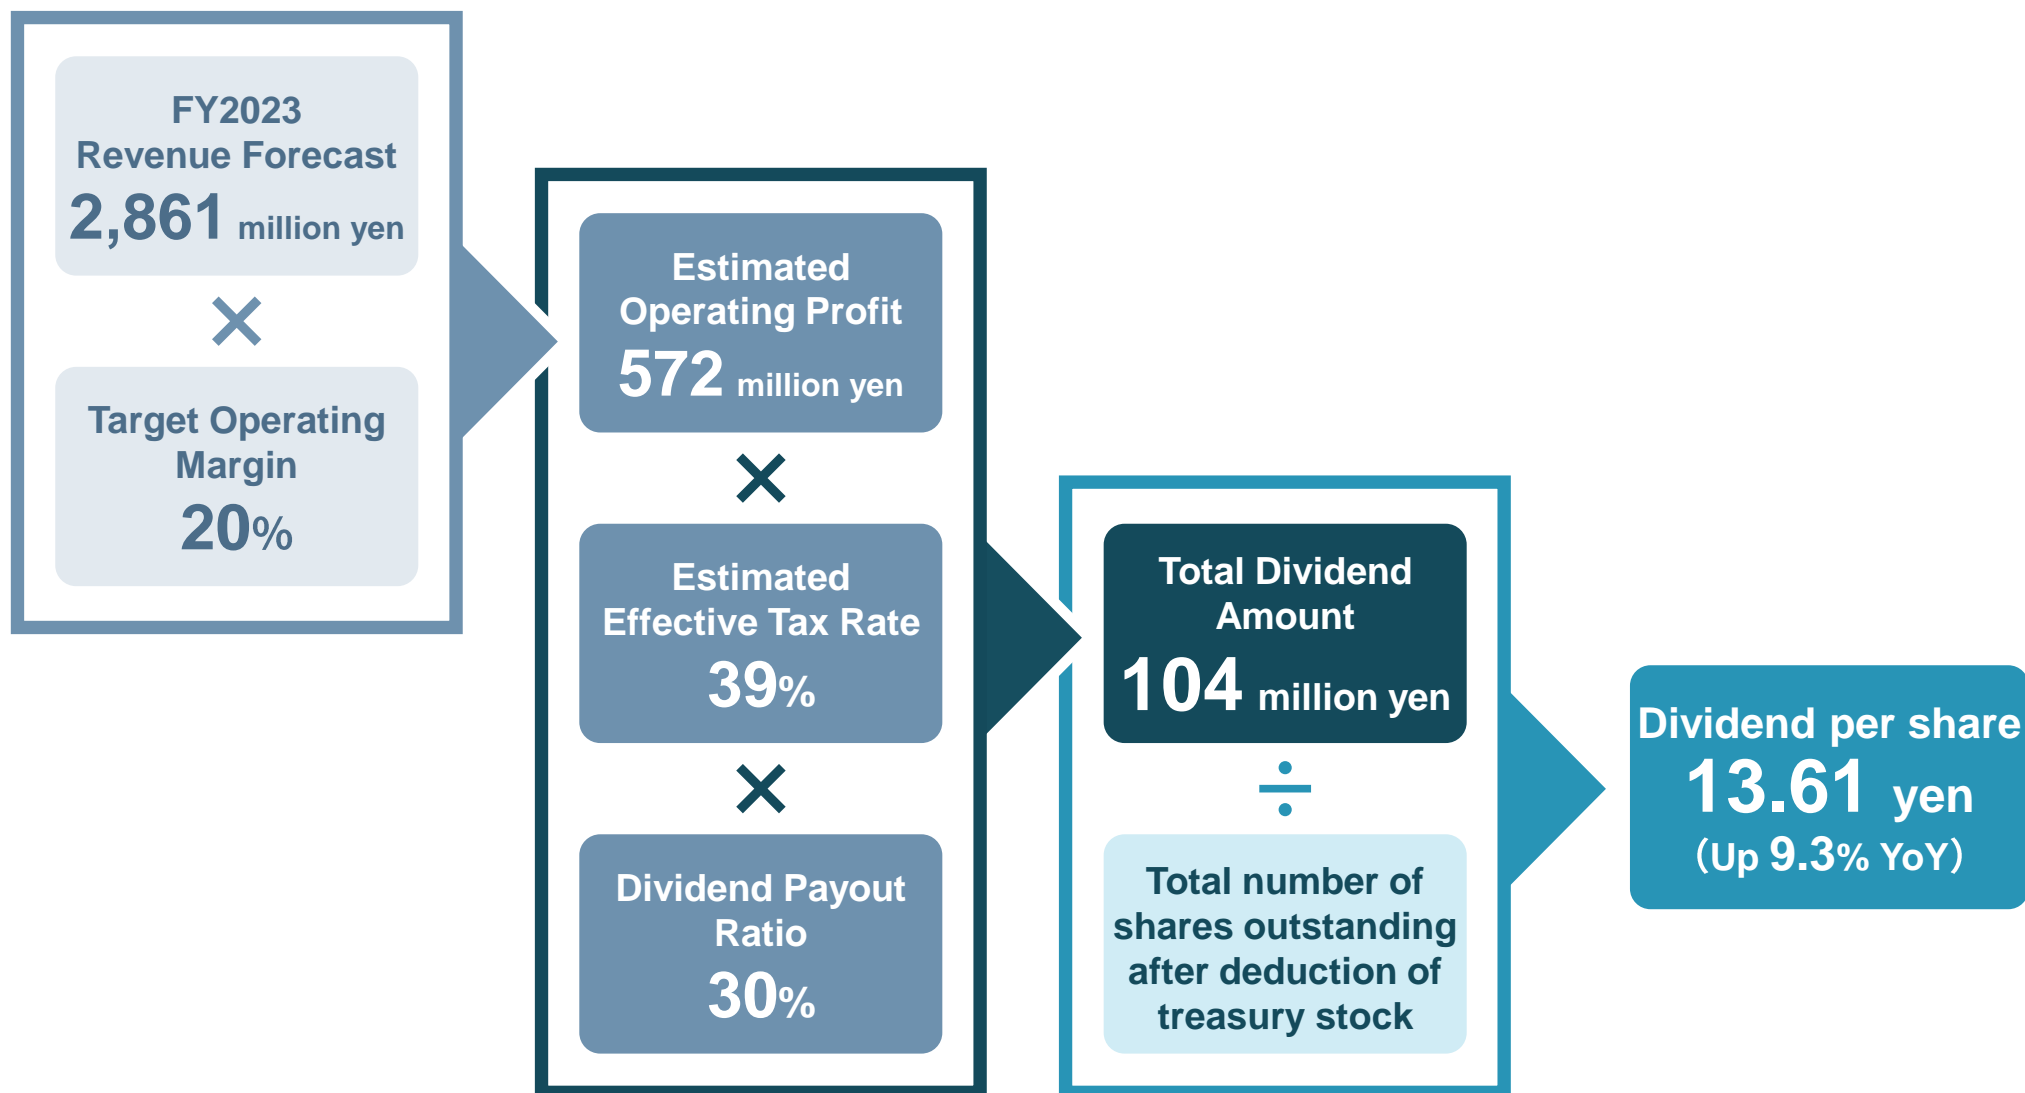 FY2023
Revenue Forecast
2,861 million yen
×
Target Operating
Margin
20%
Estimated
Operating Profit
572 million yen
×
Estimated
Effective Tax Rate
39%
×
Dividend Payout
Ratio
30%
Total Dividend
Amount
104 million yen
÷
Total number of
shares outstanding
after deduction of
treasury stock
Dividend per share
13.61 yen
(Up 9.3% YoY)